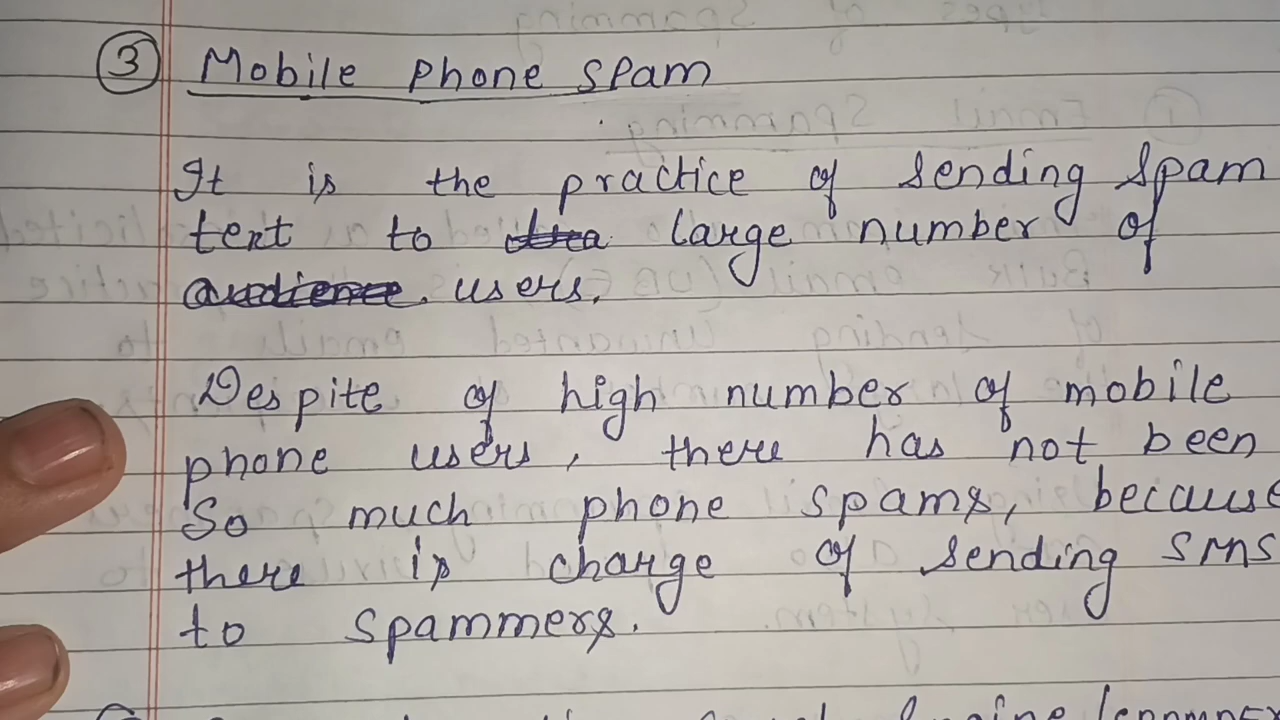 ③ Mobile Phone Spam
It is the practice of sending spam
text to large number of
users.
Despite of high number of mobile
phone users, there has not been
so much phone spams, because
there is charge of sending SMS
to spammers.